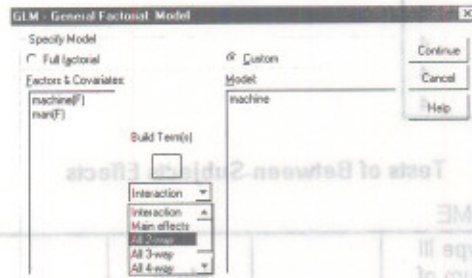 GLM - General Factorial: Model
Specify Model
Full factorial
Custom
Continue
Factors & Covariates:
Model:
Cancel
machine(F)
man(F)
machine
Help
Build Term(s)
Interaction
Interaction
Main effects
All 2-way
All 3-way
All 4-way
Tests of Between-Subjects Effects